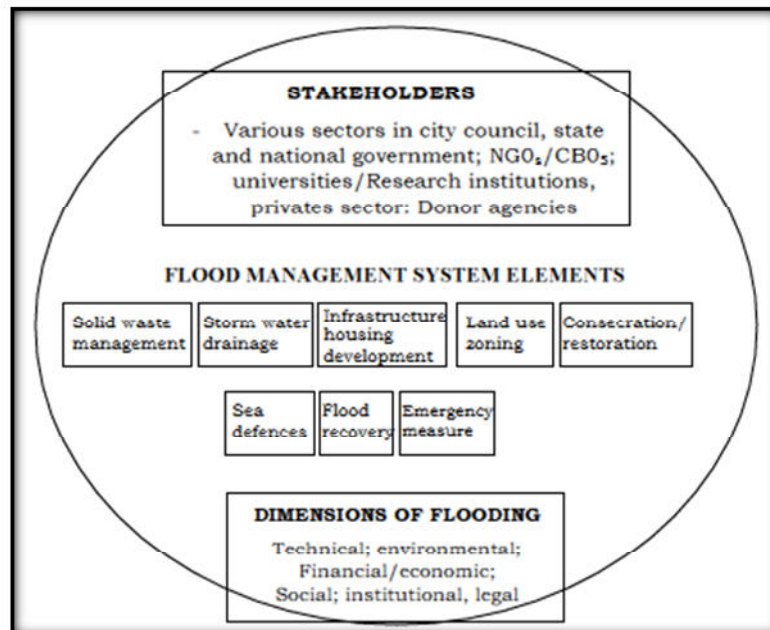 STAKEHOLDERS
- Various sectors in city council, state
and national government; NGOs/CBOs;
universities/Research institutions,
privates sector: Donor agencies
FLOOD MANAGEMENT SYSTEM ELEMENTS
Solid waste
management
Storm water
drainage
Infrastructure
housing
development
Land use
zoning
Consecration/
restoration
Sea
defences
Flood
recovery
Emergency
measure
DIMENSIONS OF FLOODING
Technical; environmental;
Financial/economic;
Social; institutional, legal